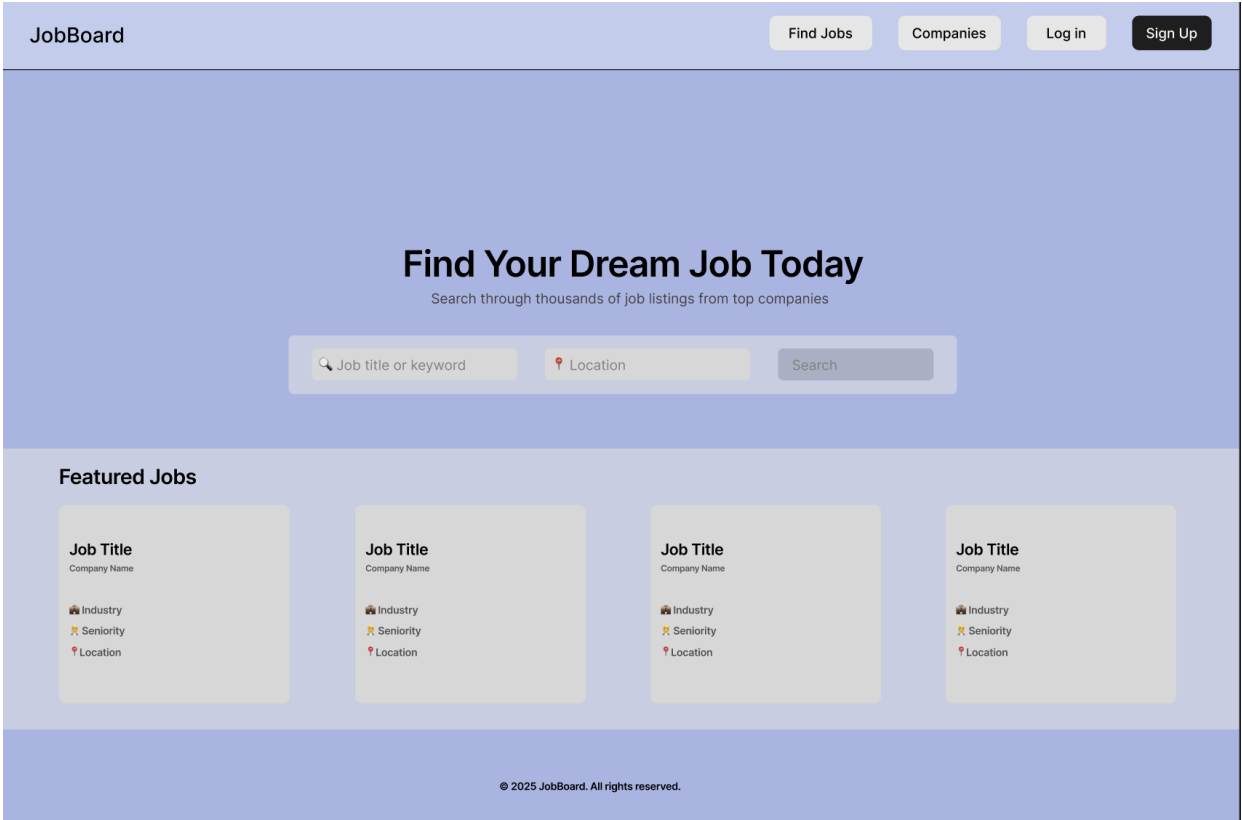 JobBoard
Find Jobs
Companies
Log in
Sign Up
Find Your Dream Job Today
Search through thousands of job listings from top companies
🔍 Job title or keyword
📍 Location
Search
Featured Jobs
Job Title
Company Name
Industry
Seniority
📍Location
Job Title
Company Name
Industry
Seniority
📍Location
Job Title
Company Name
Industry
Seniority
📍Location
Job Title
Company Name
Industry
Seniority
📍Location
© 2025 JobBoard. All rights reserved.